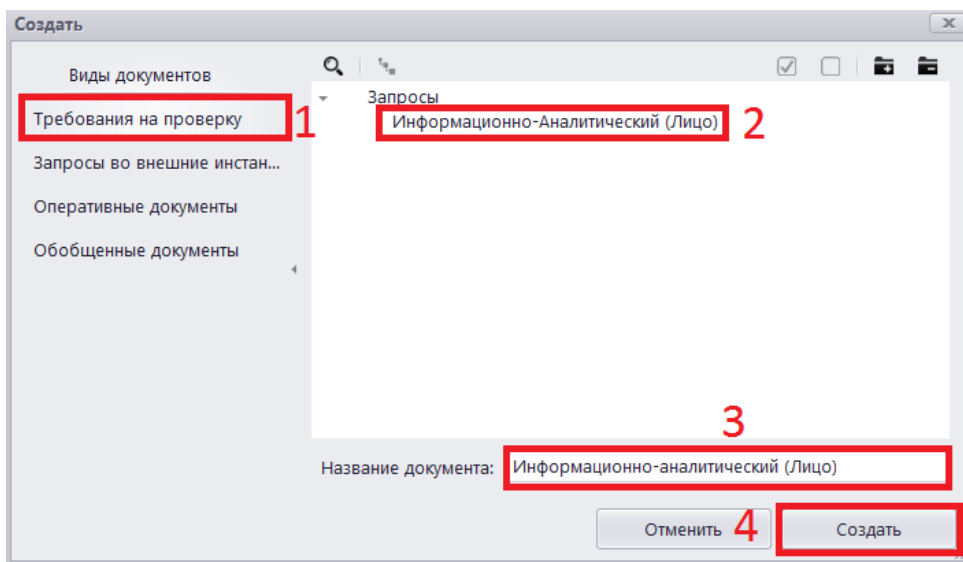 Создать
Виды документов
Требования на проверку
1
Запросы во внешние инстан...
Оперативные документы
Обобщенные документы
Запросы
Информационно-Аналитический (Лицо)
2
3
Название документа: Информационно-аналитический (Лицо)
Отменить
4
Создать